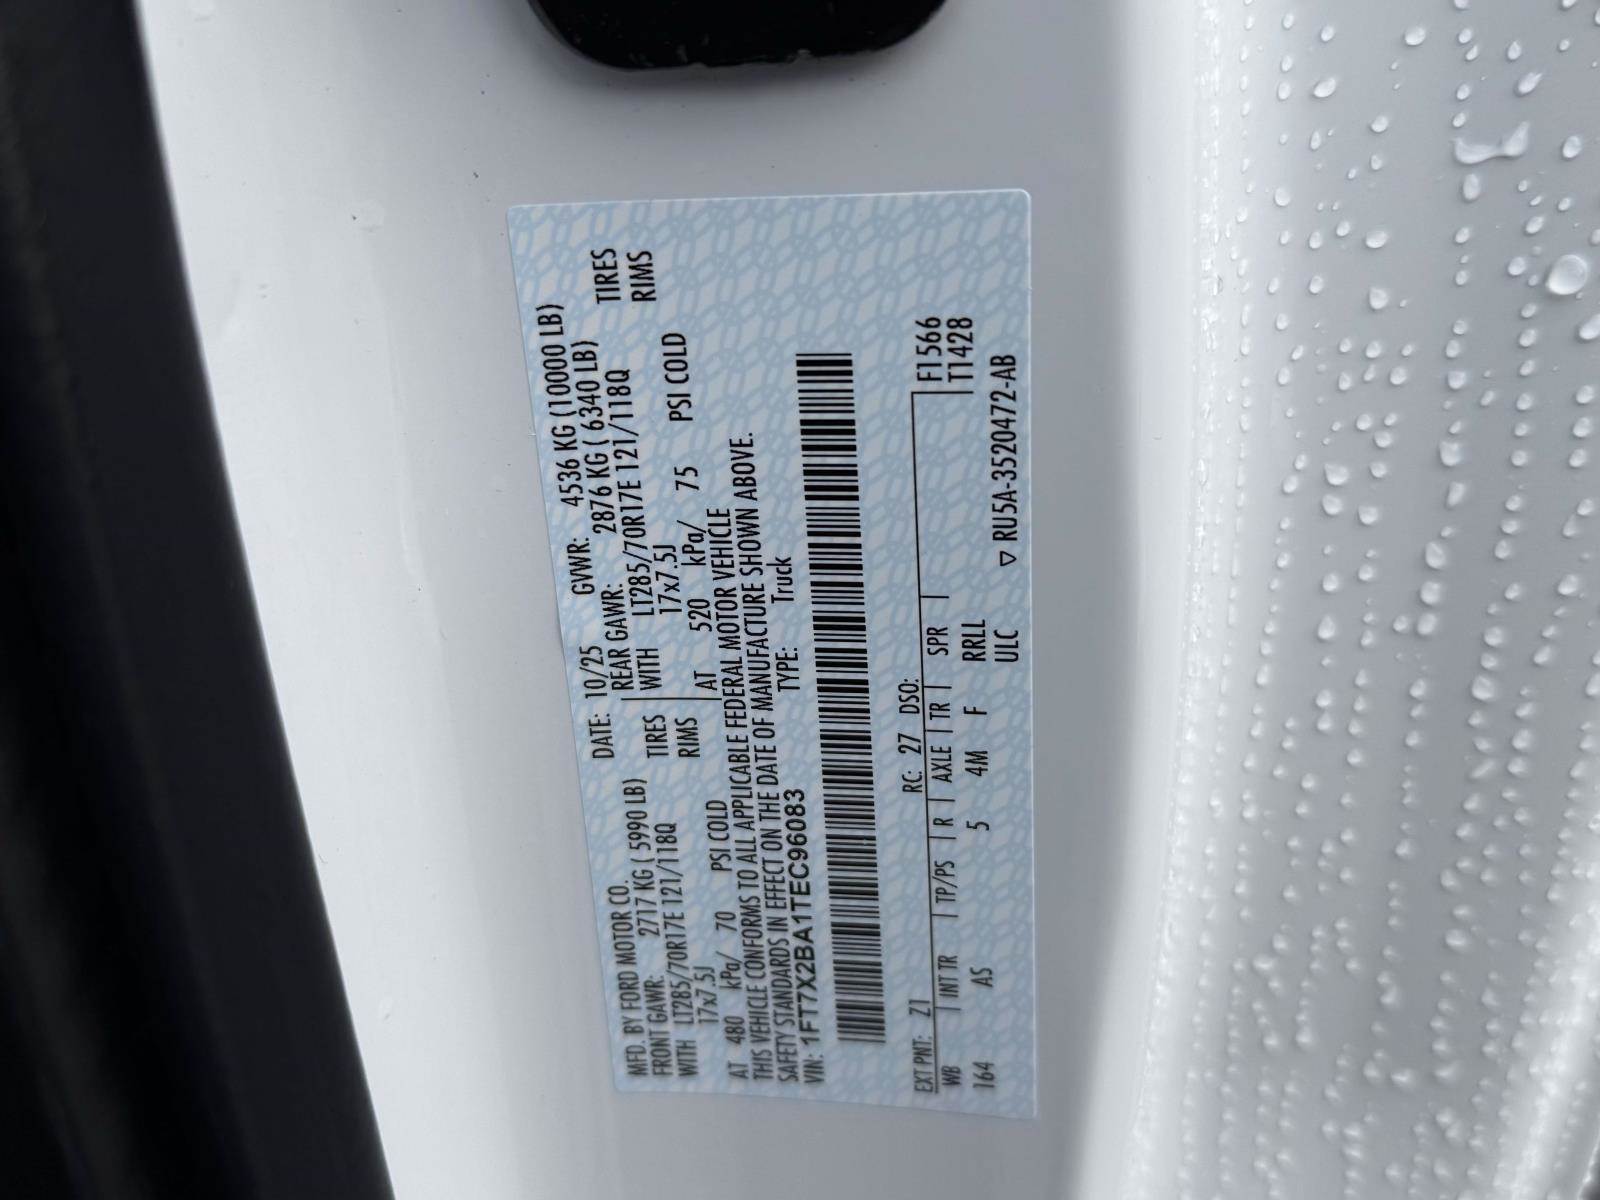 MFD. BY FORD MOTOR CO. DATE: 10/25 GVWR: 4536 KG (10000 LB)
FRONT GAWR: 2717 KG ( 5990 LB) REAR GAWR: 2876 KG ( 6340 LB)
WITH LT285/70R17E 121/118Q TIRES WITH LT285/70R17E 121/118Q TIRES
17x7.5J RIMS 17x7.5J RIMS
AT 480 kPa/ 70 PSI COLD AT 520 kPa/ 75 PSI COLD
THIS VEHICLE CONFORMS TO ALL APPLICABLE FEDERAL MOTOR VEHICLE
SAFETY STANDARDS IN EFFECT ON THE DATE OF MANUFACTURE SHOWN ABOVE.
VIN: 1FT7X2BA1TEC96083 TYPE: Truck
EXT PNT: Z1 RC: 27 DSO: F1566
WB INT TR TP/PS R AXLE TR SPR T1428
164 AS 5 4M F RRLL
ULC ▽ RU5A-3520472-AB